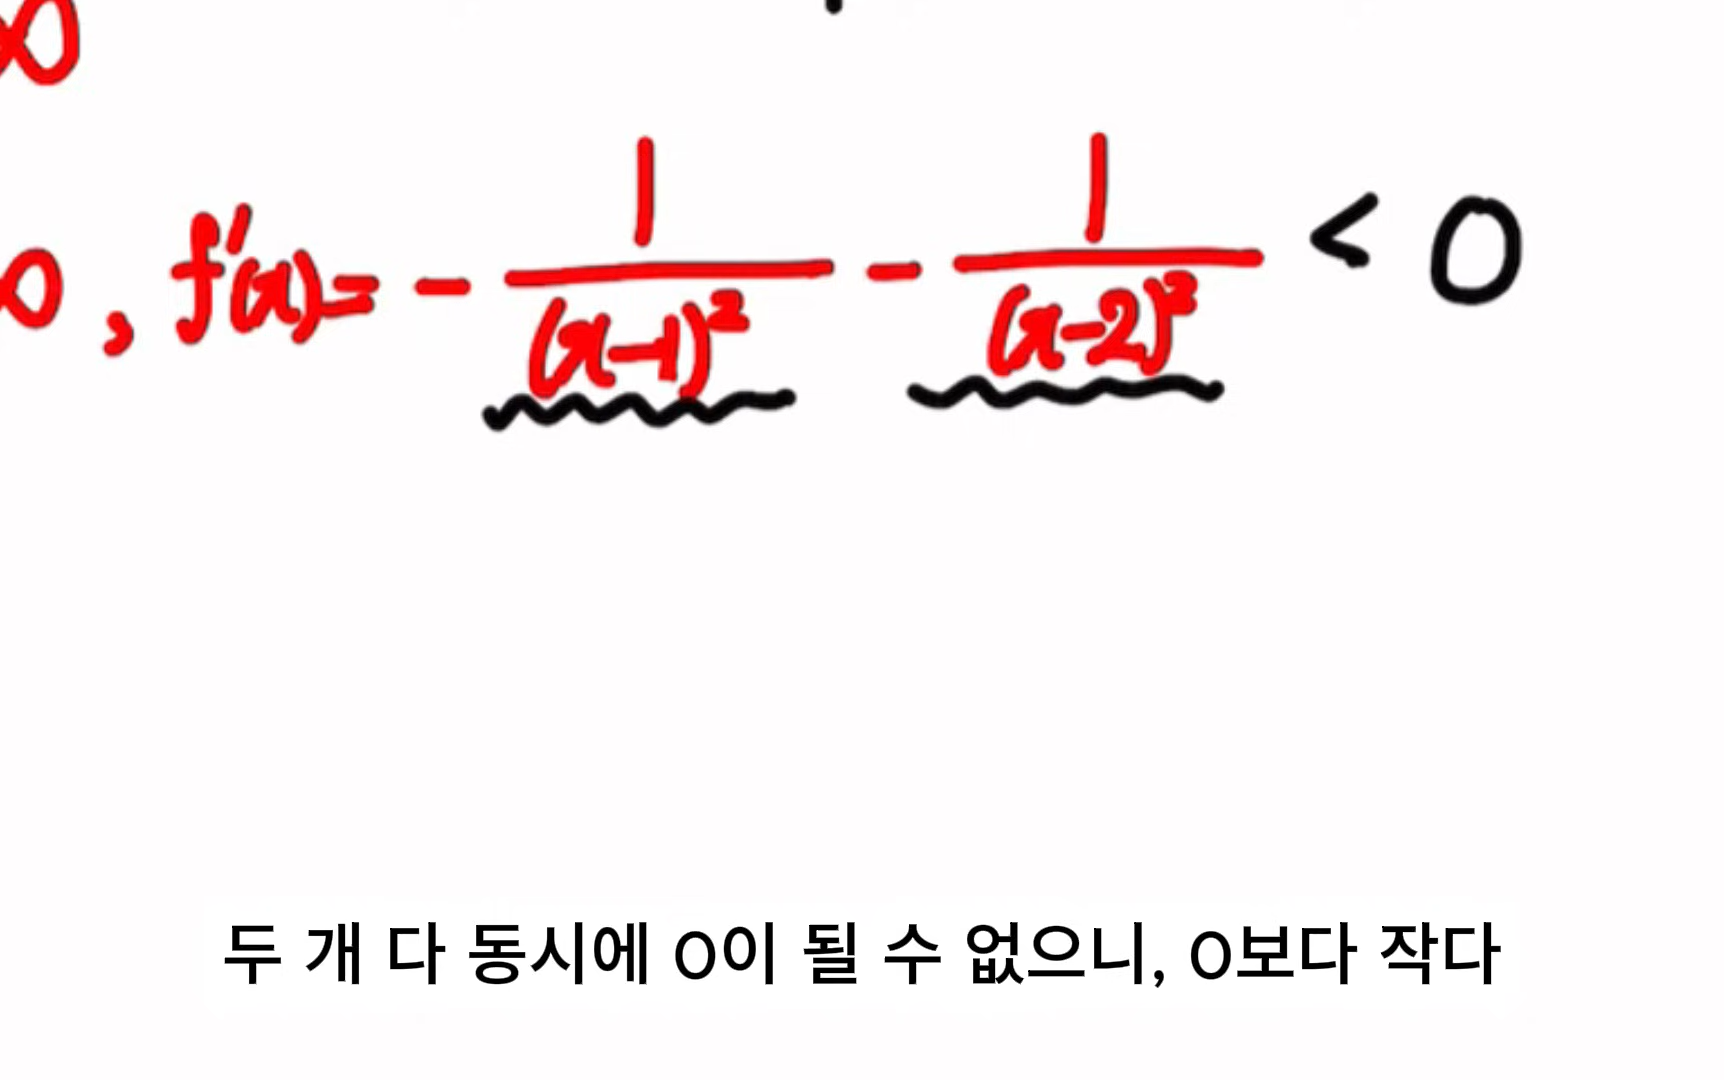 ∞
∞, f'(x) = - 1/(x-1)² - 1/(x-2)² < 0
두 개 다 동시에 0이 될 수 없으니, 0보다 작다